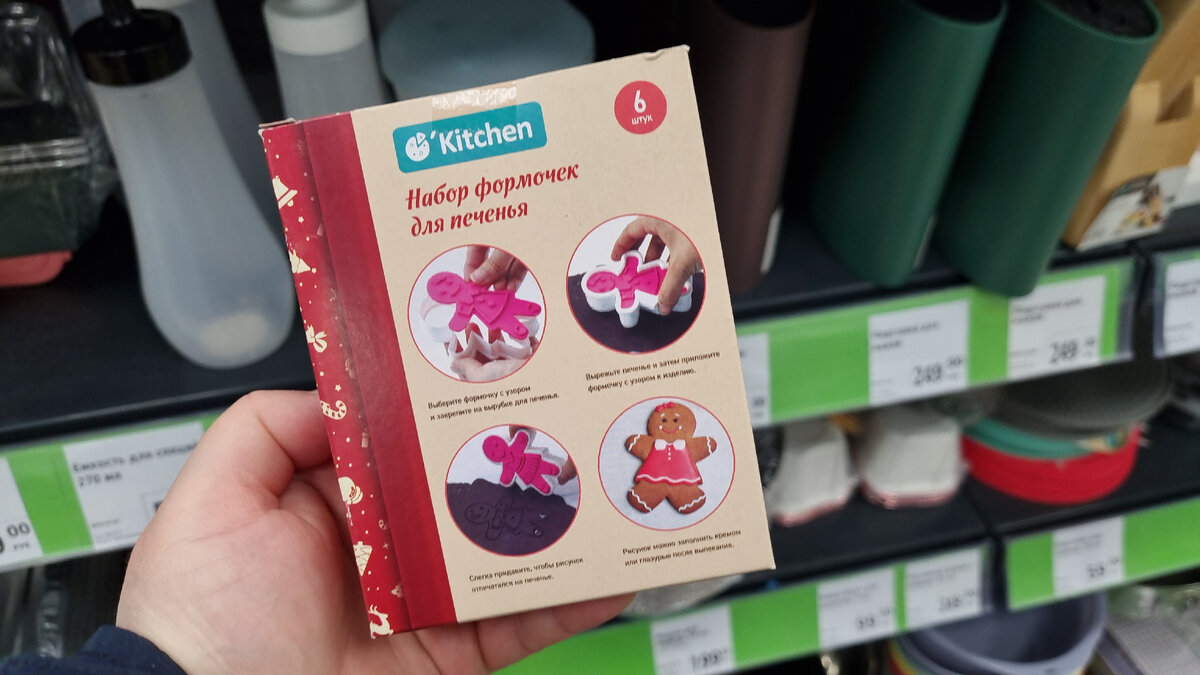 'Kitchen
6
штук
Набор формочек
для печенья
Выберите формочку с узором
и закрепите на вырубке для печенья.
Вырежьте печенье и затем приложите
формочку с узором к изделию.
Слегка придавите, чтобы рисунок
отпечатался на печенье.
Рисунок можно заполнить кремом
или глазурью после выпекания.
Емкость для
270 мл
00
249
249
99
199